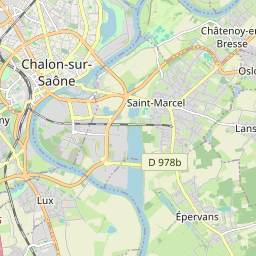 Châtenoy-en
Bresse
Chalon-sur-
Saône
Oslo
Saint-Marcel
ny
Lans
D 978b
Lux
Épervans